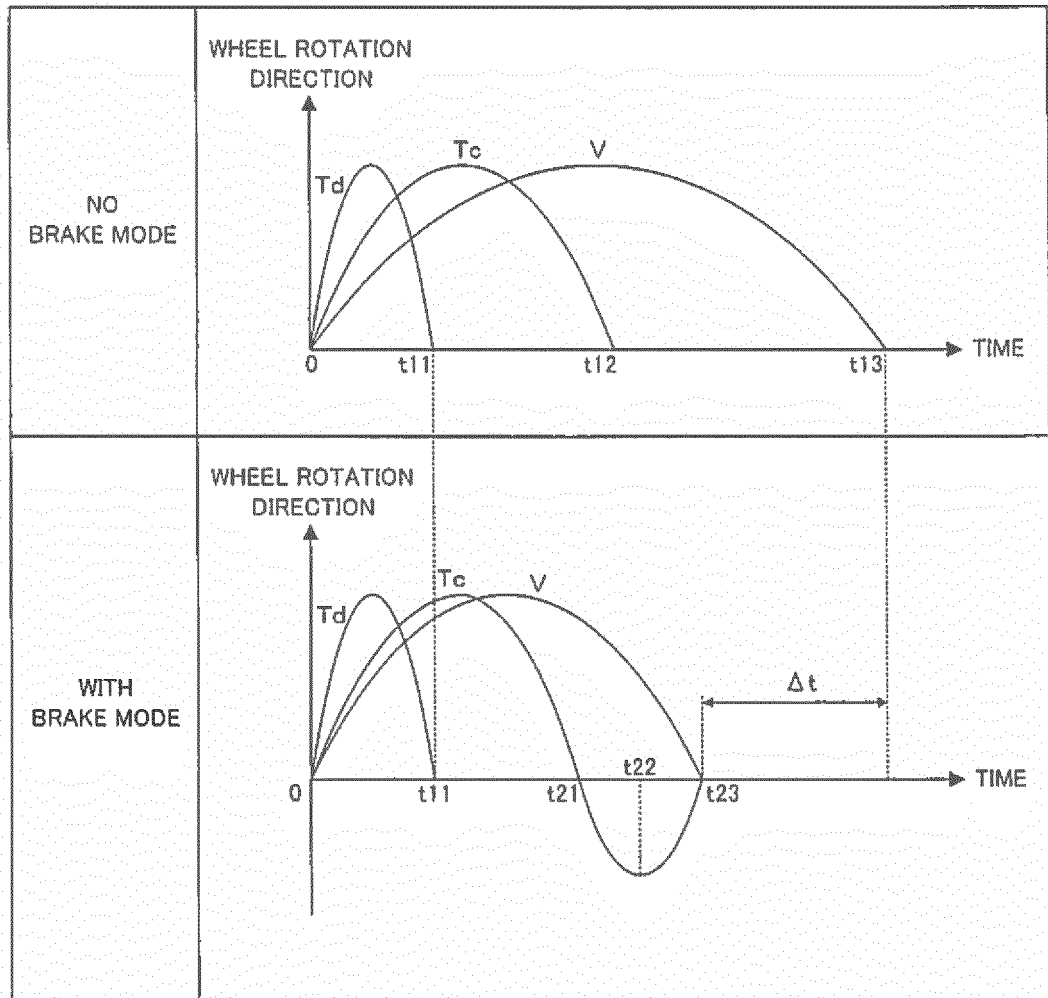 WHEEL ROTATION
DIRECTION
NO
BRAKE MODE
Td
Tc
V
0
t11
t12
t13
TIME
WHEEL ROTATION
DIRECTION
WITH
BRAKE MODE
Td
Tc
V
Δt
0
t11
t21
t22
t23
TIME